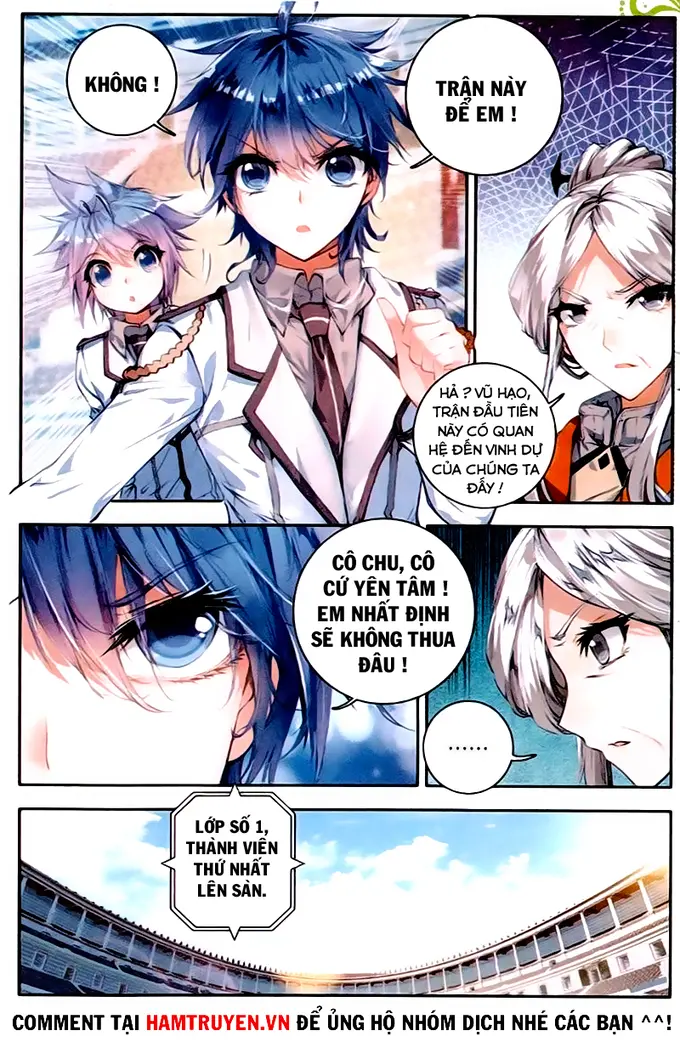 KHÔNG !
TRẬN NÀY
ĐỂ EM !
HẢ ? VŨ HẠO,
TRẬN ĐẦU TIÊN
NÀY CÓ QUAN
HỆ ĐẾN VINH DỰ
CỦA CHÚNG TA
ĐẤY !
CÔ CHU, CÔ
CỨ YÊN TÂM !
EM NHẤT ĐỊNH
SẼ KHÔNG THUA
ĐÂU !
......
LỚP SỐ 1,
THÀNH VIÊN
THỨ NHẤT
LÊN SÀN.
COMMENT TẠI HAMTRUYEN.VN ĐỂ ỦNG HỘ NHÓM DỊCH NHÉ CÁC BẠN ^^!